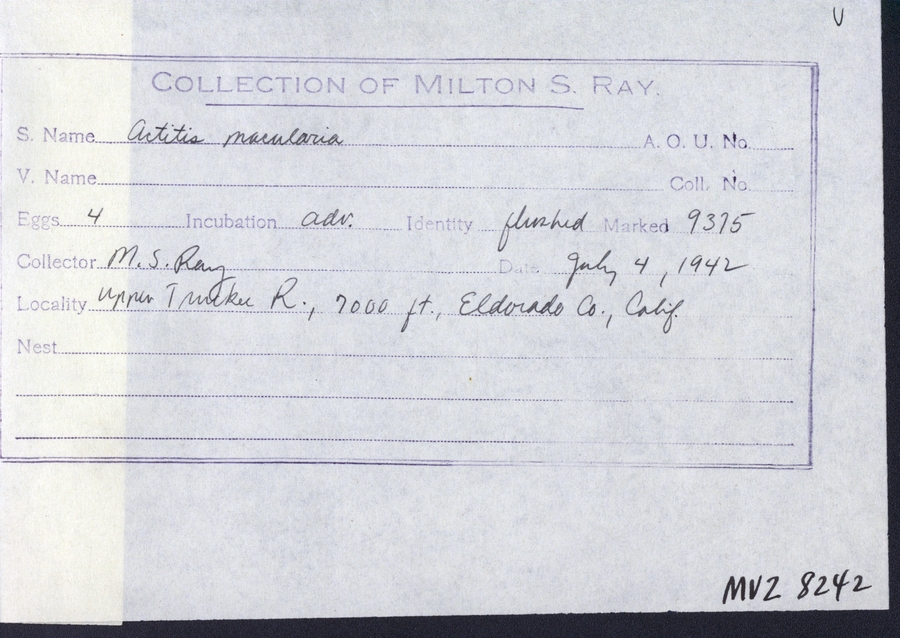 U
COLLECTION OF MILTON S. RAY.
S. Name Actitis macularia A. O. U. No.
V. Name Coll. No.
Eggs 4 Incubation adv. Identity flushed Marked 9375
Collector M. S. Ray Date July 4, 1942
Locality Upper Truckee R., 7000 ft., Eldorado Co., Calif.
Nest
MVZ 8242